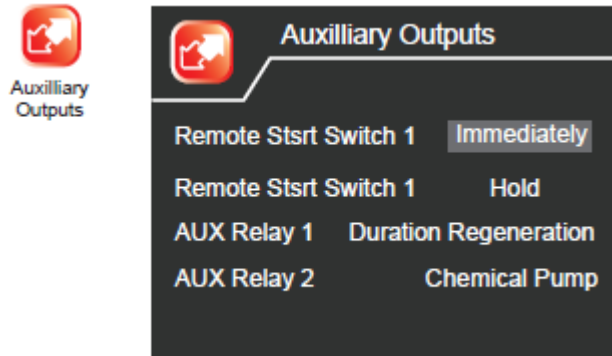 Auxilliary
Outputs
Auxilliary Outputs
Remote Stsrt Switch 1 Immediately
Remote Stsrt Switch 1 Hold
AUX Relay 1 Duration Regeneration
AUX Relay 2 Chemical Pump